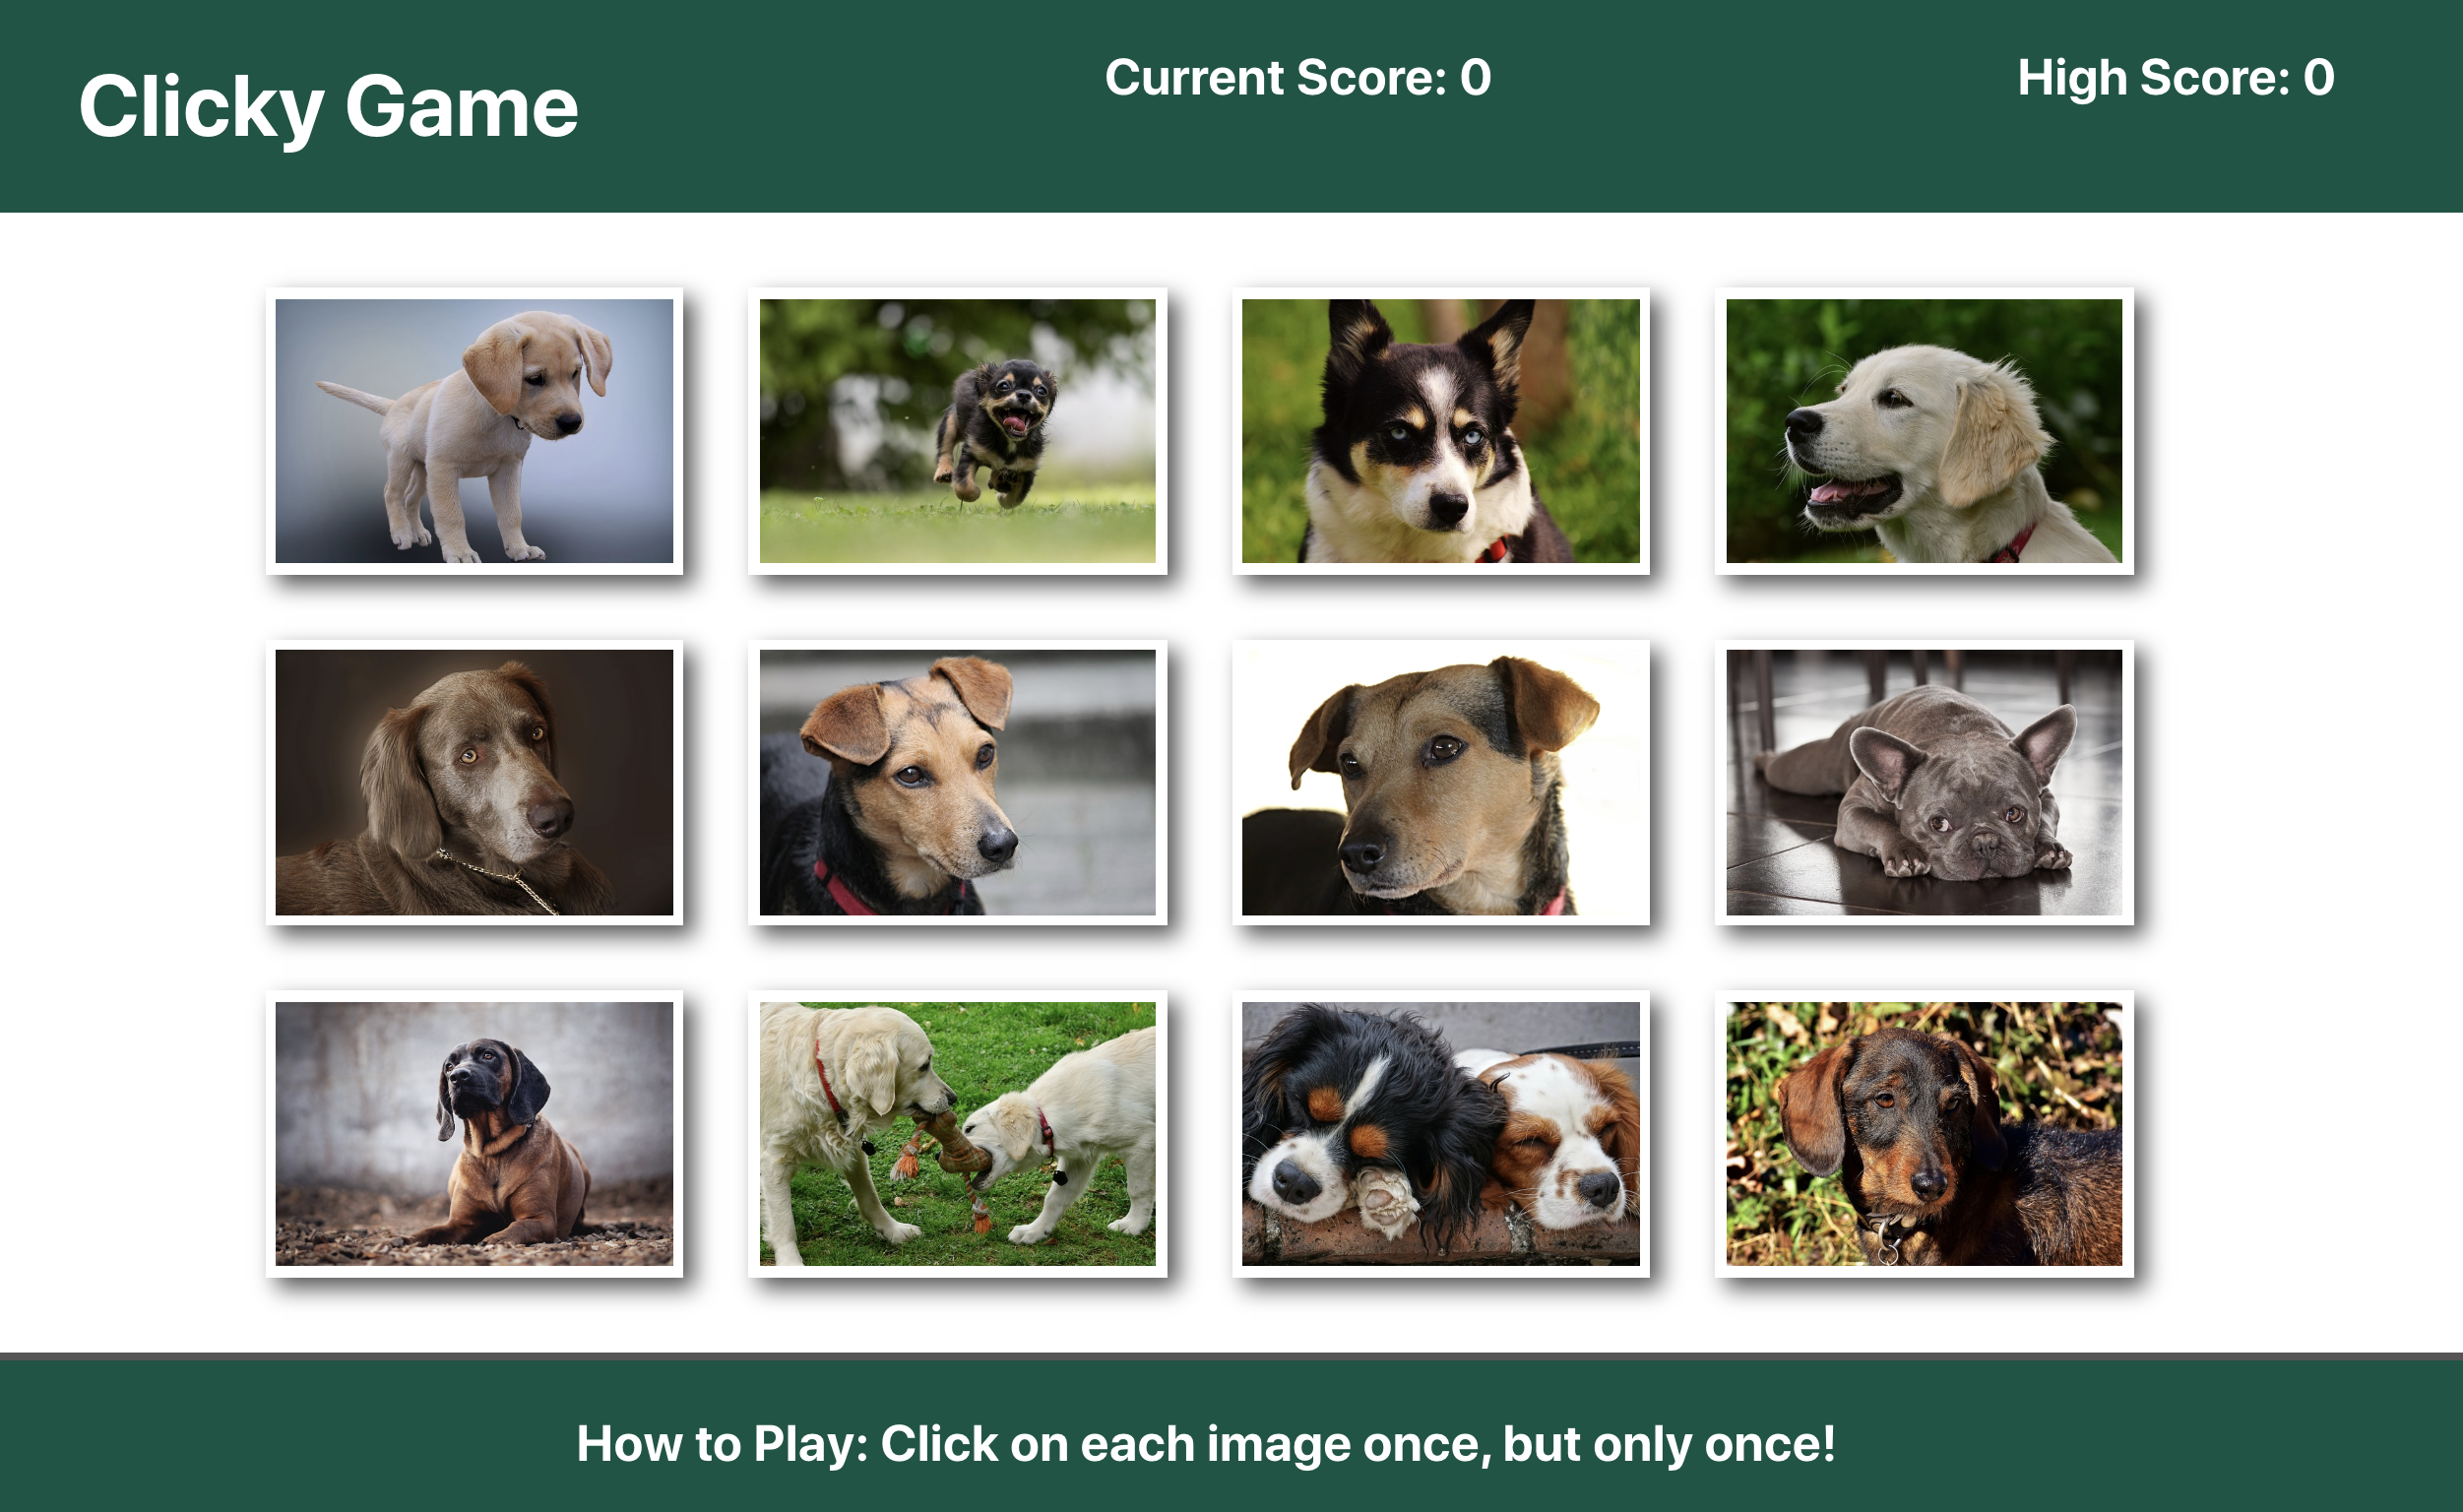 Clicky Game
Current Score: 0
High Score: 0
How to Play: Click on each image once, but only once!